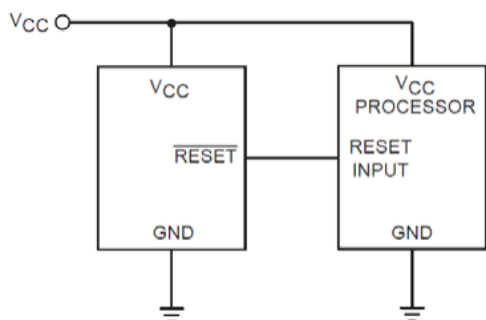 VCC
VCC
RESET
GND
VCC
PROCESSOR
RESET
INPUT
GND